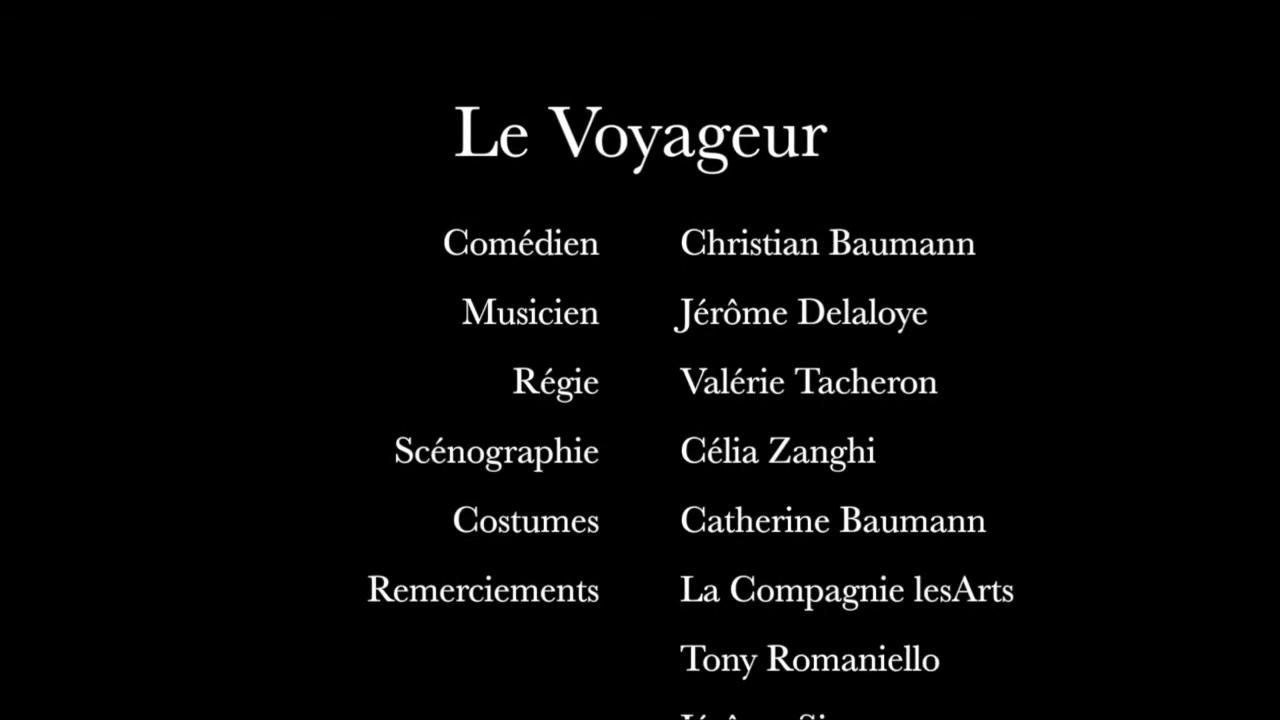 Le Voyageur
Comédien Christian Baumann
Musicien Jérôme Delaloye
Régie Valérie Tacheron
Scénographie Célia Zanghi
Costumes Catherine Baumann
Remerciements La Compagnie lesArts
Tony Romaniello